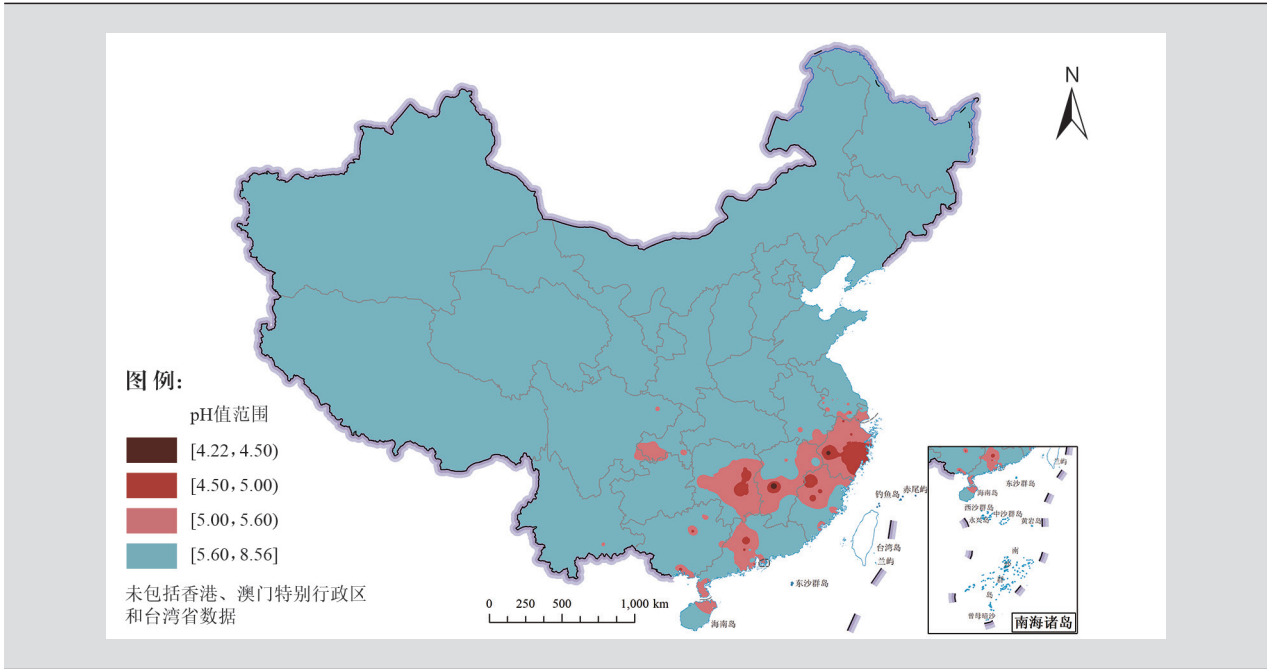 N
图 例:
pH值范围
[4.22，4.50)
[4.50，5.00)
[5.00，5.60)
[5.60，8.56]
未包括香港、澳门特别行政区
和台湾省数据
0 250 500 1,000 km
海南岛
东沙群岛
钓鱼岛
赤尾屿
台湾岛
兰屿
兰屿
东沙群岛
海南岛
西沙群岛
中沙群岛
永兴岛
黄岩岛
南
岛
曾母暗沙
南海诸岛